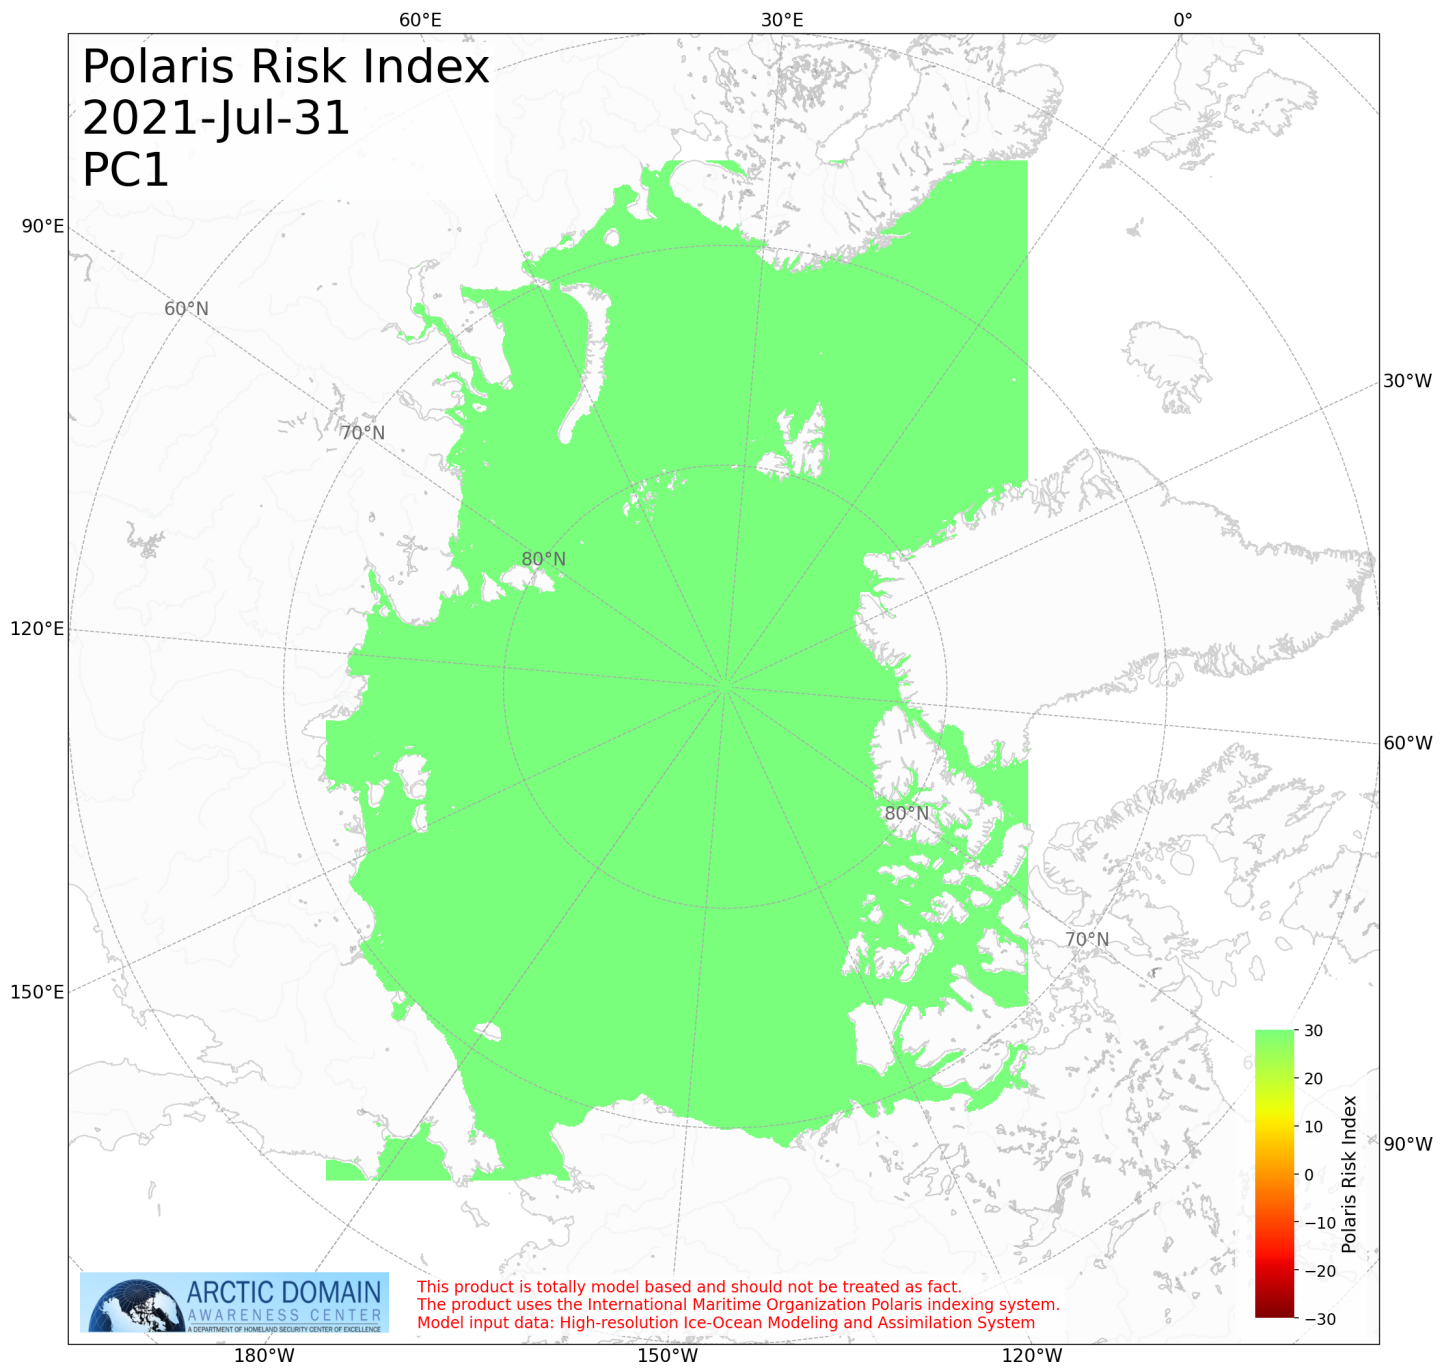 60°E 30°E 0°
Polaris Risk Index
2021-Jul-31
PC1
90°E
60°N
30°W
70°N
80°N
120°E
60°W
80°N
70°N
150°E
30
20
10
0
−10
−20
−30
Polaris Risk Index
90°W
ARCTIC DOMAIN
AWARENESS CENTER
A DEPARTMENT OF HOMELAND SECURITY CENTER OF EXCELLENCE
This product is totally model based and should not be treated as fact.
The product uses the International Maritime Organization Polaris indexing system.
Model input data: High-resolution Ice-Ocean Modeling and Assimilation System
180°W 150°W 120°W